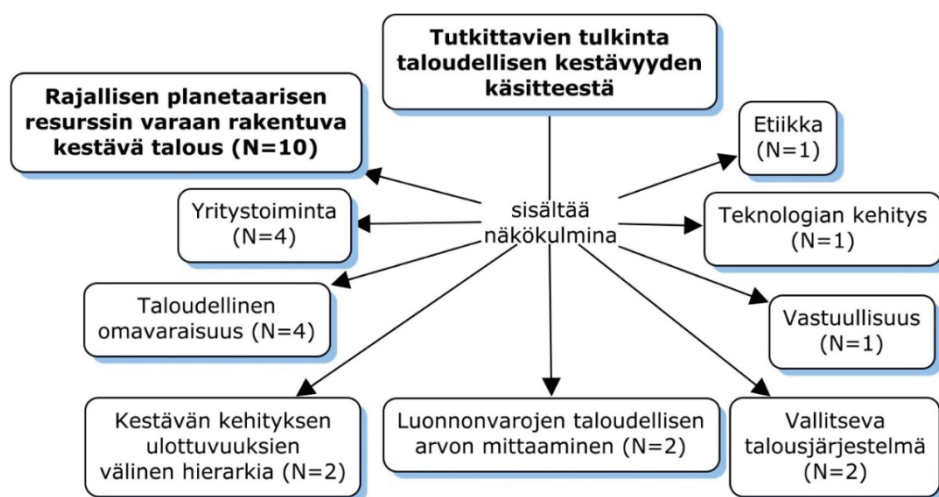 Tutkittavien tulkinta
taloudellisen kestävyyden
käsitteestä
Rajallisen planetaarisen
resurssin varaan rakentuva
kestävä talous (N=10)
Etiikka
(N=1)
Yritystoiminta
(N=4)
sisältää
näkökulmina
Teknologian kehitys
(N=1)
Taloudellinen
omavaraisuus (N=4)
Vastuullisuus
(N=1)
Kestävän kehityksen
ulottuvuuksien
välinen hierarkia (N=2)
Luonnonvarojen taloudellisen
arvon mittaaminen (N=2)
Vallitseva
talousjärjestelmä
(N=2)